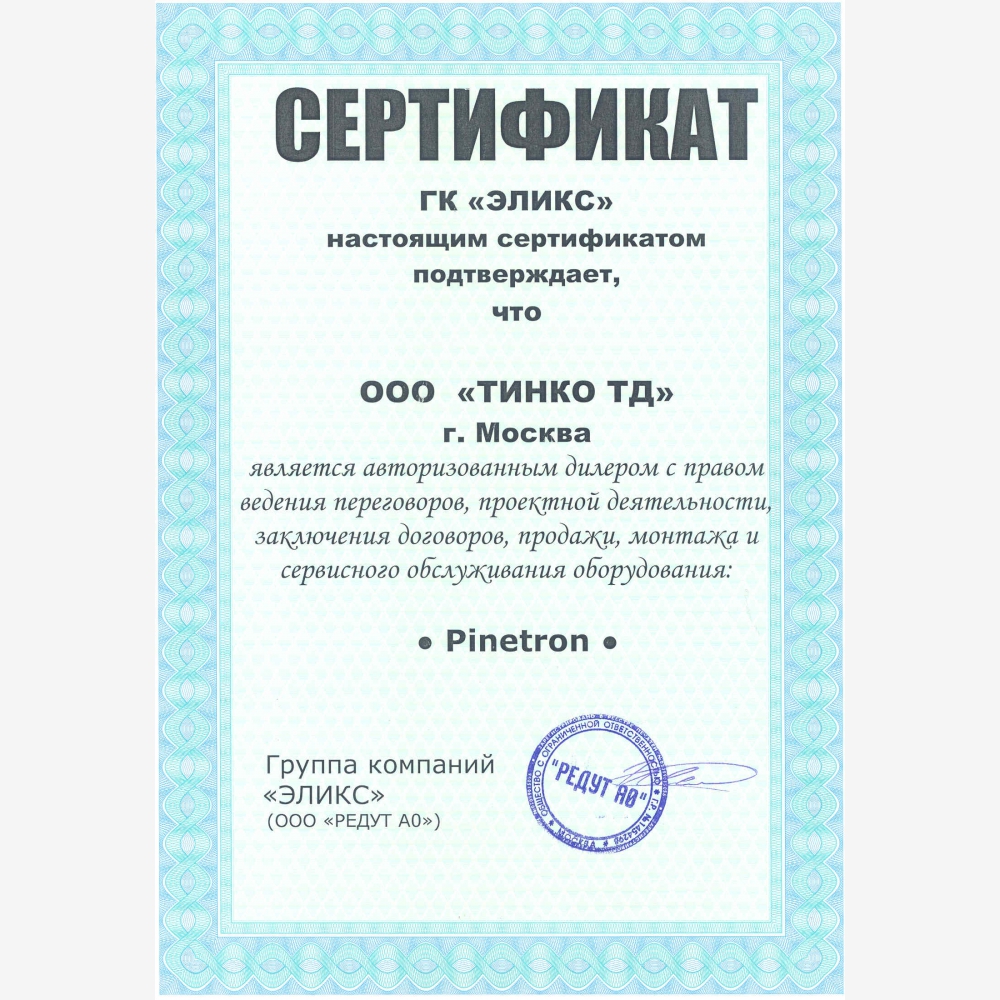 СЕРТИФИКАТ
ГК «ЭЛИКС»
настоящим сертификатом
подтверждает,
что
ООО «ТИНКО ТД»
г. Москва
является авторизованным дилером с правом
ведения переговоров, проектной деятельности,
заключения договоров, продажи, монтажа и
сервисного обслуживания оборудования:
• Pinetron •
Группа компаний
«ЭЛИКС»
(ООО «РЕДУТ А0»)
ОБЩЕСТВО С ОГРАНИЧЕННОЙ ОТВЕТСТВЕННОСТЬЮ
"РЕДУТ А0"
МОСКВА